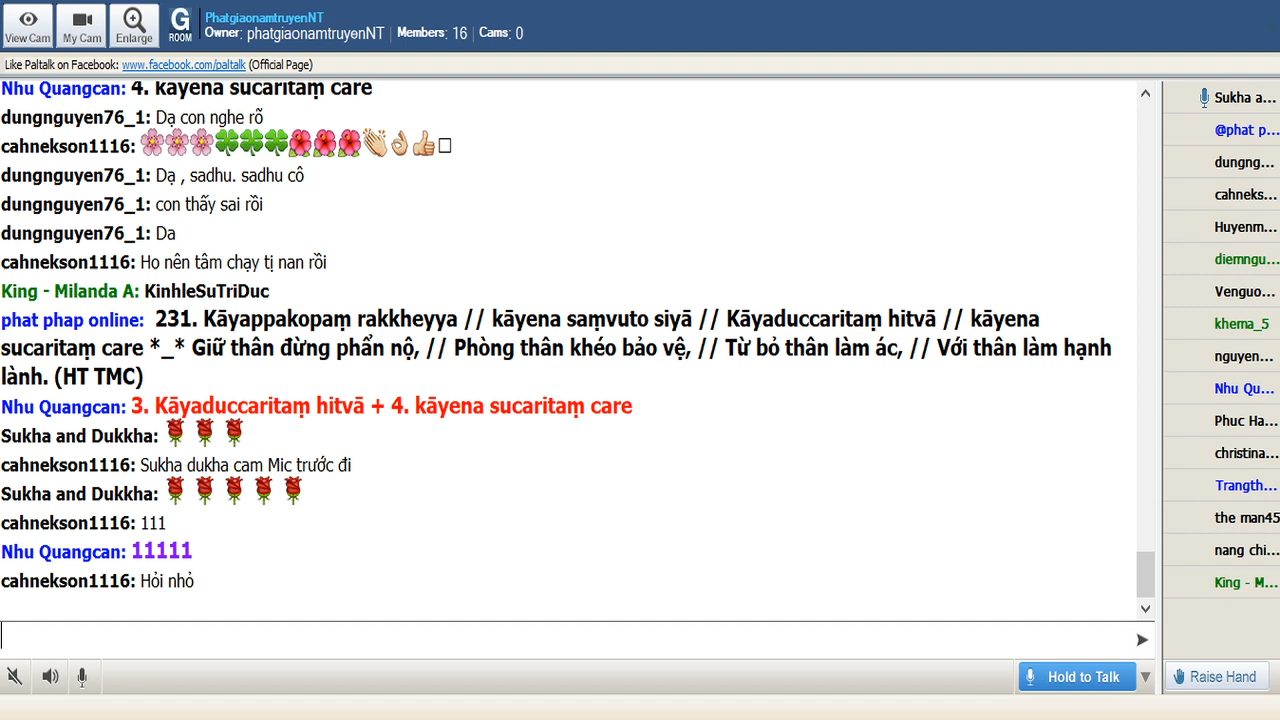 View Cam
My Cam
Enlarge
G
ROOM
PhatgiaonamtruyenNT
Owner: phatgiaonamtruyenNT | Members: 16 | Cams: 0
Like Paltalk on Facebook: www.facebook.com/paltalk (Official Page)
Nhu Quangcan: 4. kāyena sucaritaṃ care
dungnguyen76_1: Dạ con nghe rõ
cahnekson1116: 🌸🌸🌸🍀🍀🍀🌺🌺🌺👏👌👍□
dungnguyen76_1: Dạ , sadhu. sadhu cô
dungnguyen76_1: con thấy sai rồi
dungnguyen76_1: Da
cahnekson1116: Ho nên tâm chạy tị nan rồi
King - Milanda A: KinhleSuTriDuc
phat phap online: 231. Kāyappakopaṃ rakkheyya // kāyena saṃvuto siyā // Kāyaduccaritaṃ hitvā // kāyena
sucaritaṃ care *_* Giữ thân đừng phẩn nộ, // Phòng thân khéo bảo vệ, // Từ bỏ thân làm ác, // Với thân làm hạnh
lành. (HT TMC)
Nhu Quangcan: 3. Kāyaduccaritaṃ hitvā + 4. kāyena sucaritaṃ care
Sukha and Dukkha: 🌹🌹🌹
cahnekson1116: Sukha dukha cam Mic trước đi
Sukha and Dukkha: 🌹🌹🌹🌹🌹
cahnekson1116: 111
Nhu Quangcan: 11111
cahnekson1116: Hỏi nhỏ
Hold to Talk
Sukha a...
@phat p...
dungng...
cahneks...
Huyenm...
diemngu...
Venguo...
khema_5
nguyen...
Nhu Qu...
Phuc Ha...
christina...
Trangth...
the man45
nang chi...
King - M...
Raise Hand